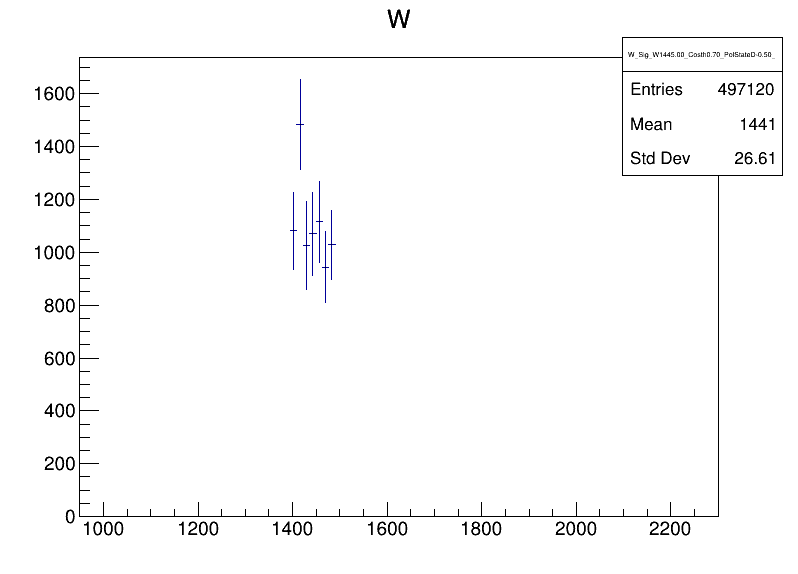 W
W_Sig_W1445.00_Costh0.70_PolStateD-0.50_
Entries 497120
Mean 1441
Std Dev 26.61
1600
1400
1200
1000
800
600
400
200
0
1000 1200 1400 1600 1800 2000 2200